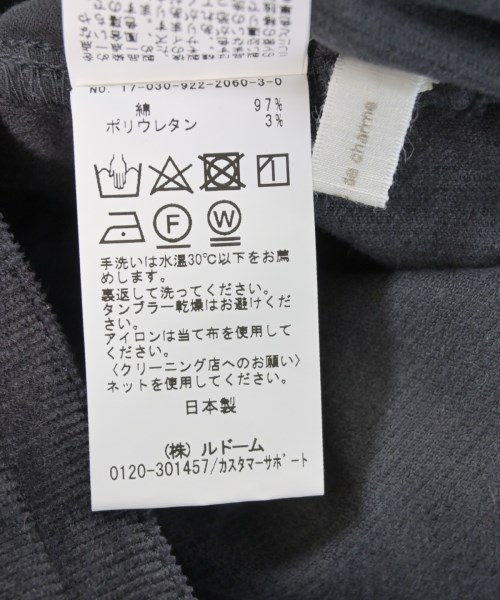 NO. 17-030-922-2060-3-0
綿 97%
ポリウレタン 3%
F
W
手洗いは水温30℃以下をお薦
めします。
裏返して洗ってください。
タンブラー乾燥はお避けくだ
さい。
アイロンは当て布を使用して
ください。
〈クリーニング店へのお願い〉
ネットを使用してください。
日本製
(株) ルドーム
0120-301457/カスタマーサポート
de charme